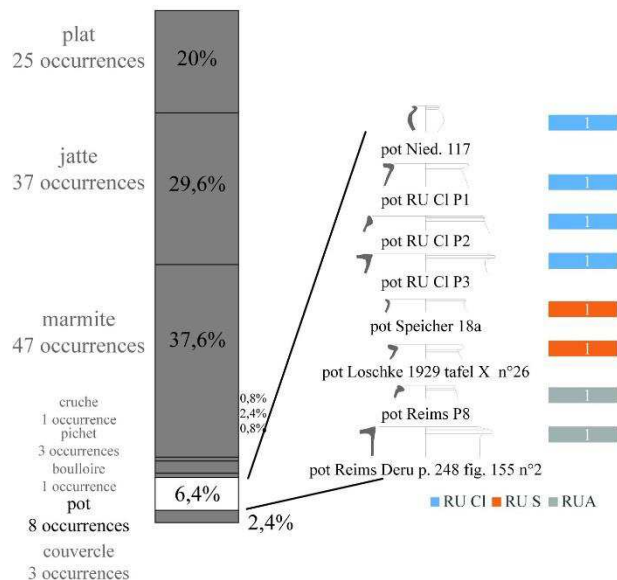 plat
25 occurrences
20%
jatte
37 occurrences
29,6%
marmite
47 occurrences
37,6%
cruche
0,8%
1 occurrence
2,4%
pichet
0,8%
3 occurrences
boulloire
1 occurrence
pot
6,4%
8 occurrences
2,4%
couvercle
3 occurrences
pot Nied. 117
1
pot RU Cl P1
1
pot RU Cl P2
1
pot RU Cl P3
1
pot Speicher 18a
1
pot Loschke 1929 tafel X n°26
1
pot Reims P8
1
pot Reims Deru p. 248 fig. 155 n°2
1
RU Cl RU S RUA